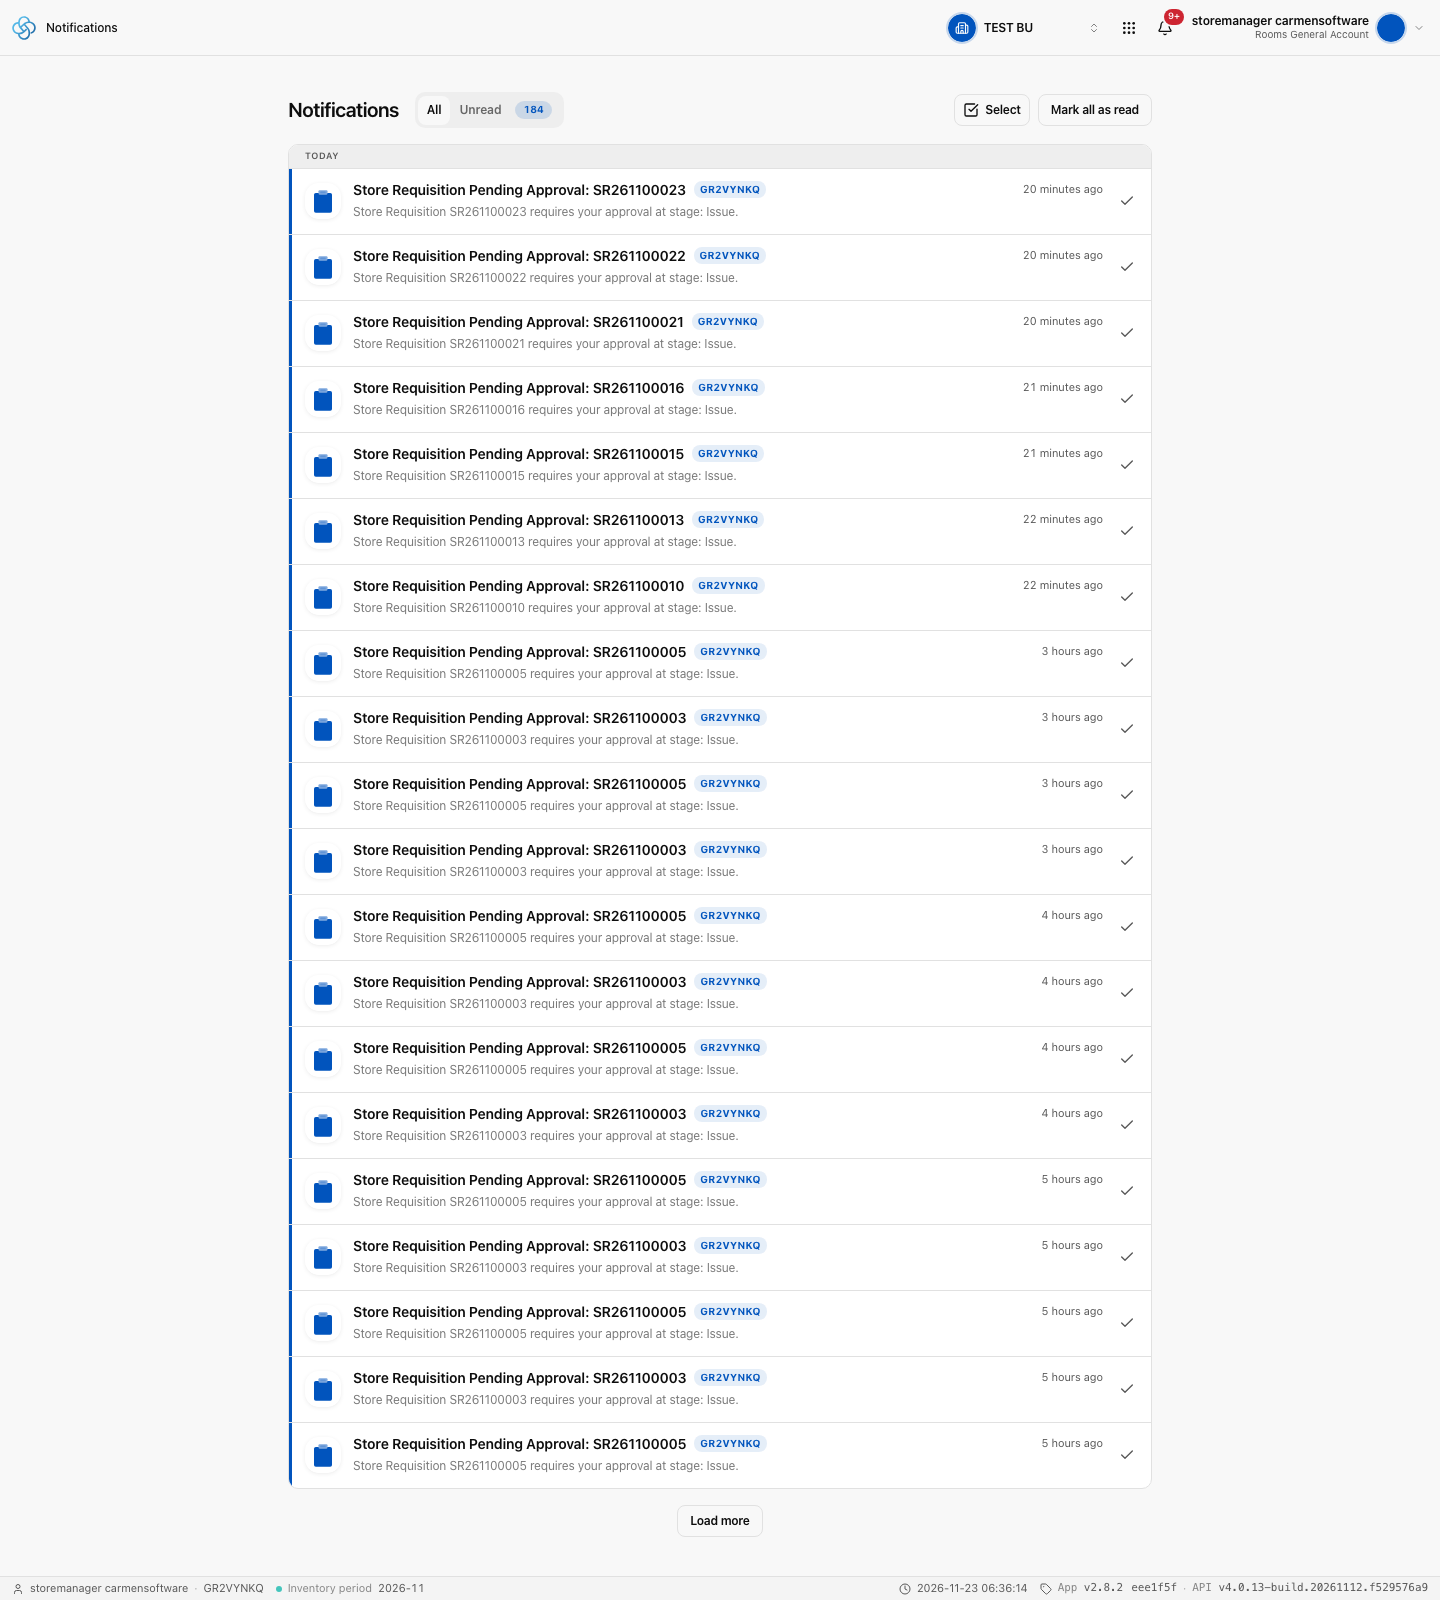 Notifications
TEST BU
9+
storemanager carmensoftware
Rooms General Account
Notifications
All
Unread
184
Select
Mark all as read
TODAY
Store Requisition Pending Approval: SR261100023 GR2VYNKQ 20 minutes ago
Store Requisition SR261100023 requires your approval at stage: Issue.
Store Requisition Pending Approval: SR261100022 GR2VYNKQ 20 minutes ago
Store Requisition SR261100022 requires your approval at stage: Issue.
Store Requisition Pending Approval: SR261100021 GR2VYNKQ 20 minutes ago
Store Requisition SR261100021 requires your approval at stage: Issue.
Store Requisition Pending Approval: SR261100016 GR2VYNKQ 21 minutes ago
Store Requisition SR261100016 requires your approval at stage: Issue.
Store Requisition Pending Approval: SR261100015 GR2VYNKQ 21 minutes ago
Store Requisition SR261100015 requires your approval at stage: Issue.
Store Requisition Pending Approval: SR261100013 GR2VYNKQ 22 minutes ago
Store Requisition SR261100013 requires your approval at stage: Issue.
Store Requisition Pending Approval: SR261100010 GR2VYNKQ 22 minutes ago
Store Requisition SR261100010 requires your approval at stage: Issue.
Store Requisition Pending Approval: SR261100005 GR2VYNKQ 3 hours ago
Store Requisition SR261100005 requires your approval at stage: Issue.
Store Requisition Pending Approval: SR261100003 GR2VYNKQ 3 hours ago
Store Requisition SR261100003 requires your approval at stage: Issue.
Store Requisition Pending Approval: SR261100005 GR2VYNKQ 3 hours ago
Store Requisition SR261100005 requires your approval at stage: Issue.
Store Requisition Pending Approval: SR261100003 GR2VYNKQ 3 hours ago
Store Requisition SR261100003 requires your approval at stage: Issue.
Store Requisition Pending Approval: SR261100005 GR2VYNKQ 4 hours ago
Store Requisition SR261100005 requires your approval at stage: Issue.
Store Requisition Pending Approval: SR261100003 GR2VYNKQ 4 hours ago
Store Requisition SR261100003 requires your approval at stage: Issue.
Store Requisition Pending Approval: SR261100005 GR2VYNKQ 4 hours ago
Store Requisition SR261100005 requires your approval at stage: Issue.
Store Requisition Pending Approval: SR261100003 GR2VYNKQ 4 hours ago
Store Requisition SR261100003 requires your approval at stage: Issue.
Store Requisition Pending Approval: SR261100005 GR2VYNKQ 5 hours ago
Store Requisition SR261100005 requires your approval at stage: Issue.
Store Requisition Pending Approval: SR261100003 GR2VYNKQ 5 hours ago
Store Requisition SR261100003 requires your approval at stage: Issue.
Store Requisition Pending Approval: SR261100005 GR2VYNKQ 5 hours ago
Store Requisition SR261100005 requires your approval at stage: Issue.
Store Requisition Pending Approval: SR261100003 GR2VYNKQ 5 hours ago
Store Requisition SR261100003 requires your approval at stage: Issue.
Store Requisition Pending Approval: SR261100005 GR2VYNKQ 5 hours ago
Store Requisition SR261100005 requires your approval at stage: Issue.
Load more
storemanager carmensoftware · GR2VYNKQ Inventory period 2026-11 2026-11-23 06:36:14 App v2.8.2 eee1f5f · API v4.0.13-build.20261112.f529576a9